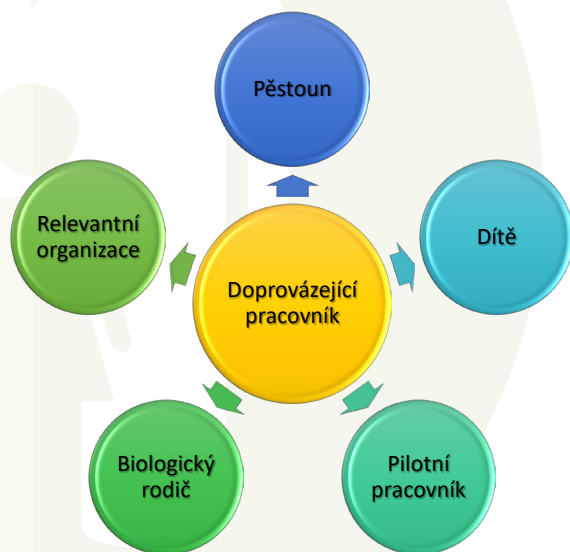 Pěstoun
Relevantní
organizace
Dítě
Doprovázející
pracovník
Biologický
rodič
Pilotní
pracovník